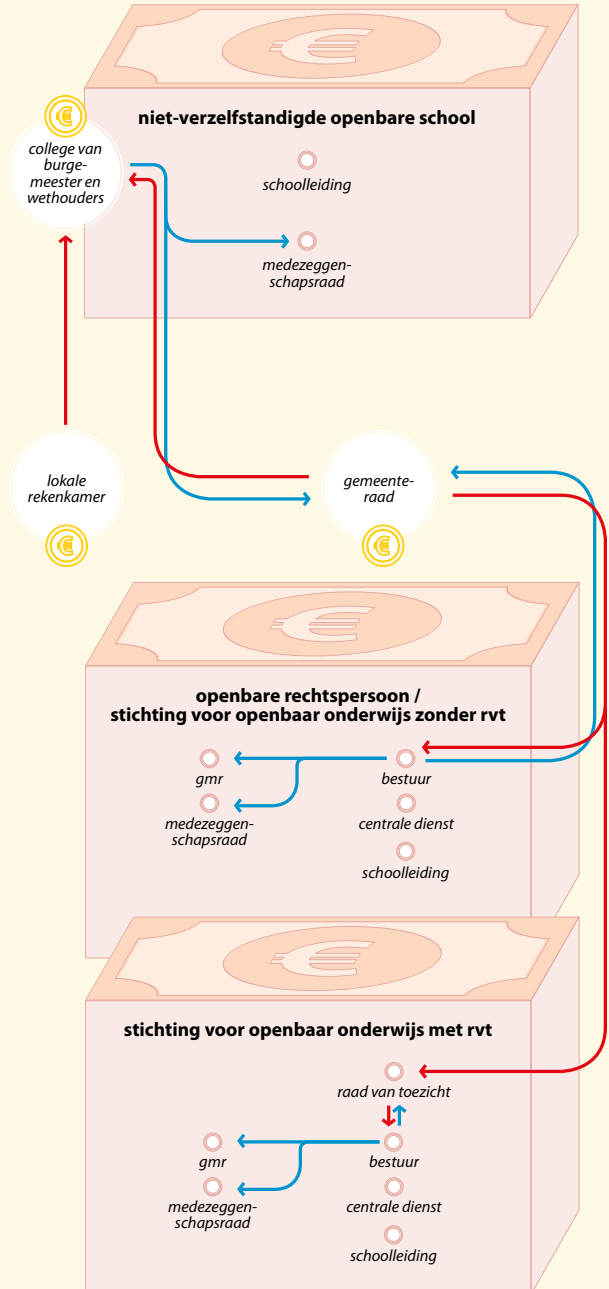 niet-verzelfstandigde openbare school
€
college van
burge-
meester en
wethouders
schoolleiding
medezeggen-
schapsraad
lokale
rekenkamer
€
gemeente-
raad
€
€
openbare rechtspersoon /
stichting voor openbaar onderwijs zonder rvt
gmr
bestuur
medezeggen-
schapsraad
centrale dienst
schoolleiding
€
stichting voor openbaar onderwijs met rvt
raad van toezicht
gmr
bestuur
medezeggen-
schapsraad
centrale dienst
schoolleiding